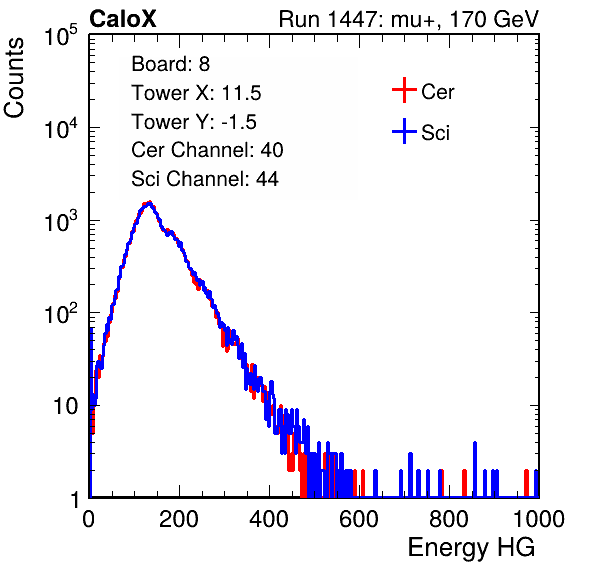 CaloX Run 1447: mu+, 170 GeV
Counts
Board: 8
Tower X: 11.5
Tower Y: -1.5
Cer Channel: 40
Sci Channel: 44
Cer
Sci
10^5
10^4
10^3
10^2
10
1
0 200 400 600 800 1000
Energy HG